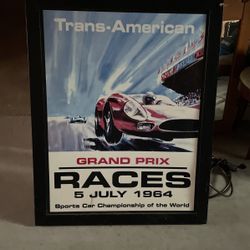 Trans-American
GRAND PRIX
RACES
5 JULY 1964
Sports Car Championship of the World